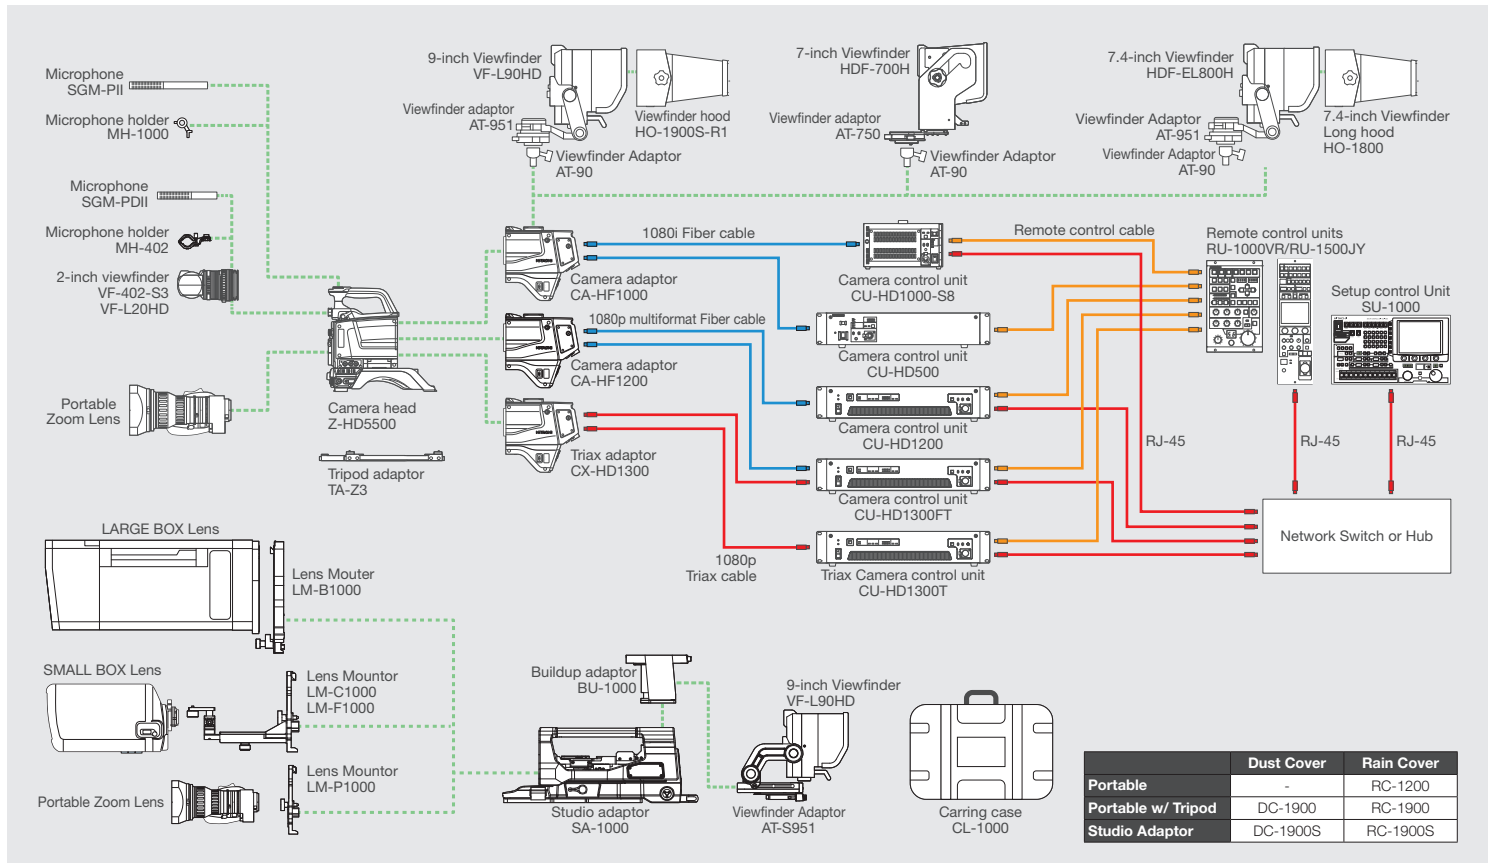 Microphone
SGM-PII
Microphone holder
MH-1000
Microphone
SGM-PDII
Microphone holder
MH-402
2-inch viewfinder
VF-402-S3
VF-L20HD
Portable
Zoom Lens
Camera head
Z-HD5500
Tripod adaptor
TA-Z3
9-inch Viewfinder
VF-L90HD
Viewfinder adaptor
AT-951
Viewfinder hood
HO-1900S-R1
Viewfinder Adaptor
AT-90
7-inch Viewfinder
HDF-700H
Viewfinder adaptor
AT-750
Viewfinder Adaptor
AT-90
7.4-inch Viewfinder
HDF-EL800H
Viewfinder Adaptor
AT-951
Viewfinder Adaptor
AT-90
7.4-inch Viewfinder
Long hood
HO-1800
1080i Fiber cable
Camera adaptor
CA-HF1000
1080p multiformat Fiber cable
Camera adaptor
CA-HF1200
Triax adaptor
CX-HD1300
1080p
Triax cable
Camera control unit
CU-HD1000-S8
Camera control unit
CU-HD500
Camera control unit
CU-HD1200
Camera control unit
CU-HD1300FT
Triax Camera control unit
CU-HD1300T
Remote control cable
Remote control units
RU-1000VR/RU-1500JY
Setup control Unit
SU-1000
RJ-45
RJ-45
RJ-45
Network Switch or Hub
LARGE BOX Lens
Lens Mouter
LM-B1000
SMALL BOX Lens
Lens Mountor
LM-C1000
LM-F1000
Portable Zoom Lens
Lens Mountor
LM-P1000
Buildup adaptor
BU-1000
Studio adaptor
SA-1000
9-inch Viewfinder
VF-L90HD
Viewfinder Adaptor
AT-S951
Carring case
CL-1000
Dust Cover Rain Cover
Portable - RC-1200
Portable w/ Tripod DC-1900 RC-1900
Studio Adaptor DC-1900S RC-1900S